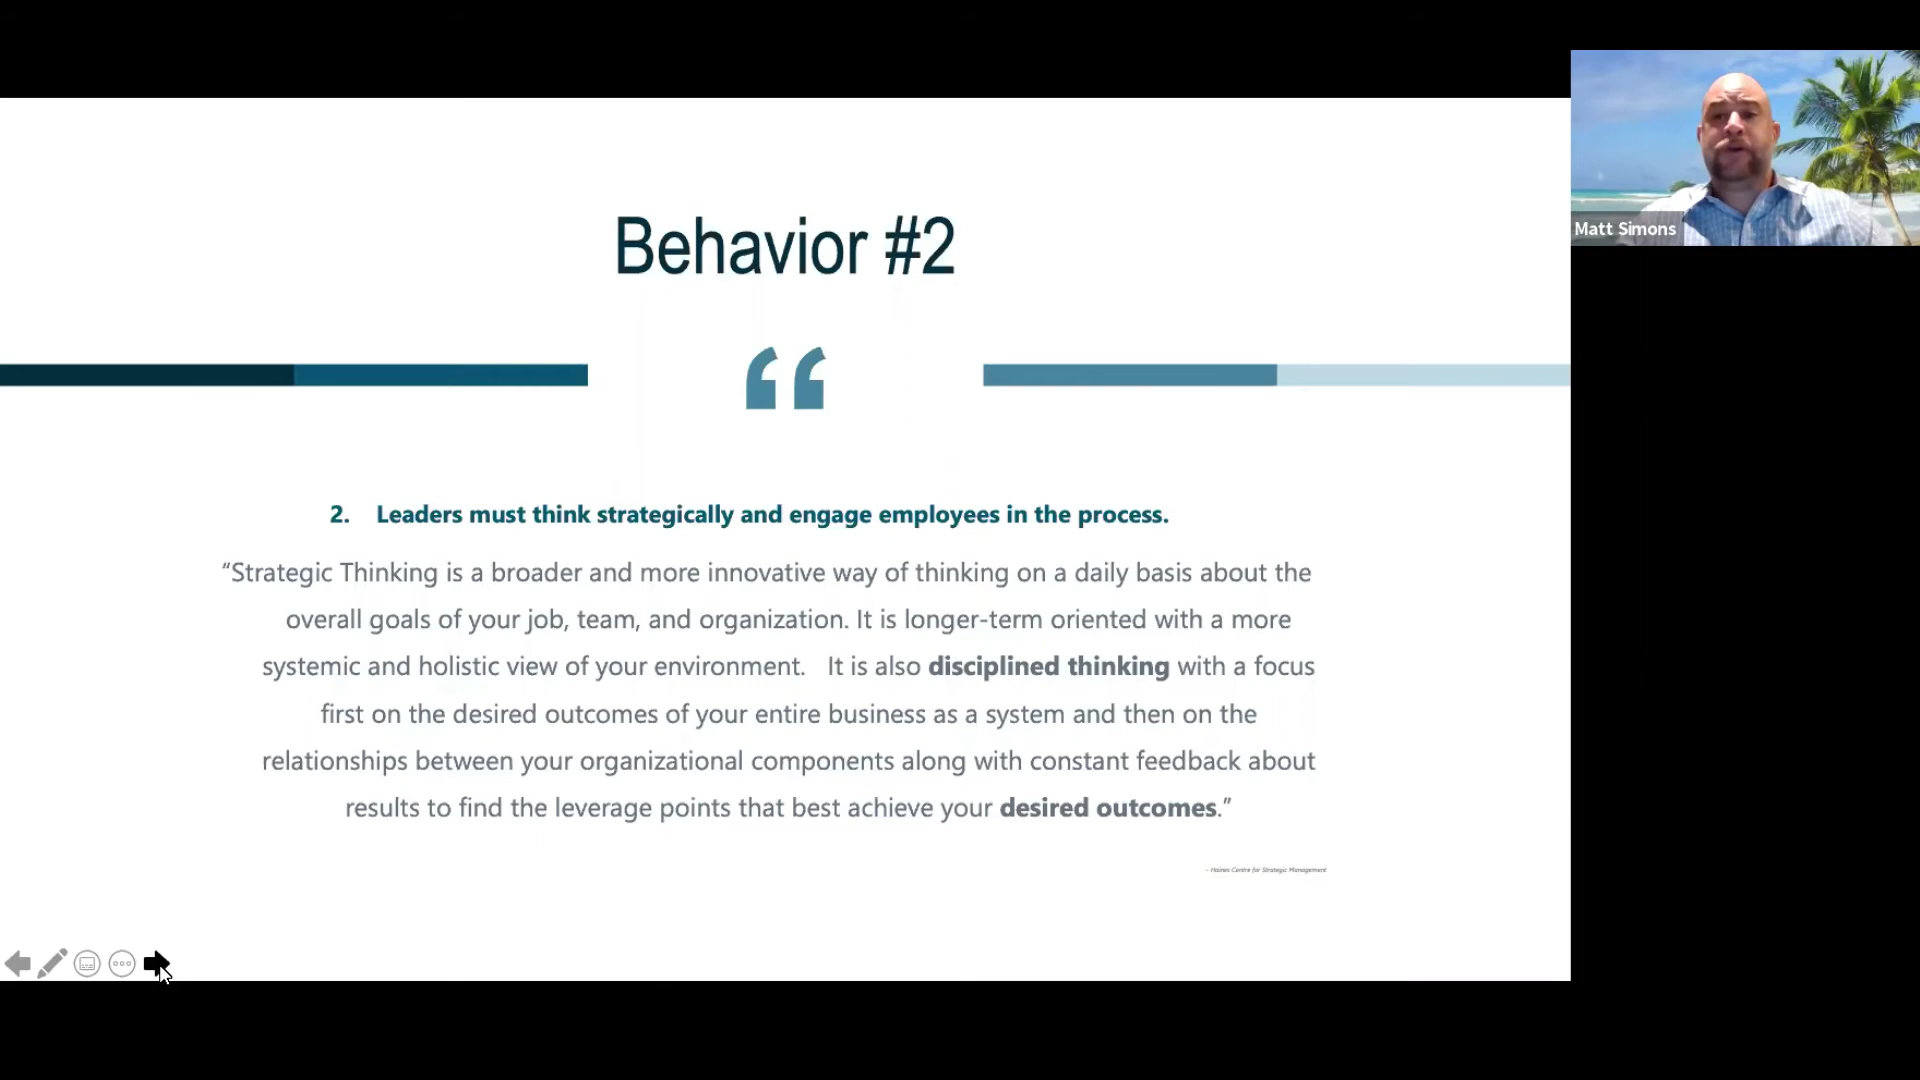 Behavior #2
“
2. Leaders must think strategically and engage employees in the process.
“Strategic Thinking is a broader and more innovative way of thinking on a daily basis about the
overall goals of your job, team, and organization. It is longer-term oriented with a more
systemic and holistic view of your environment. It is also disciplined thinking with a focus
first on the desired outcomes of your entire business as a system and then on the
relationships between your organizational components along with constant feedback about
results to find the leverage points that best achieve your desired outcomes.”
– Haines Centre for Strategic Management
Matt Simons